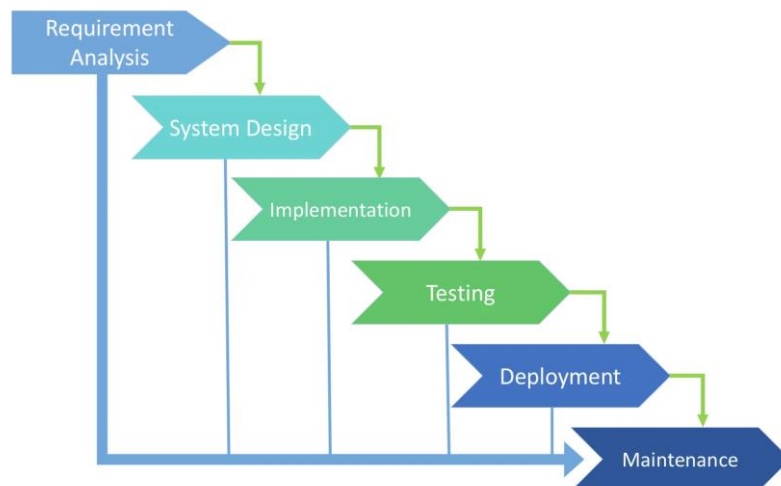 Requirement
Analysis
System Design
Implementation
Testing
Deployment
Maintenance